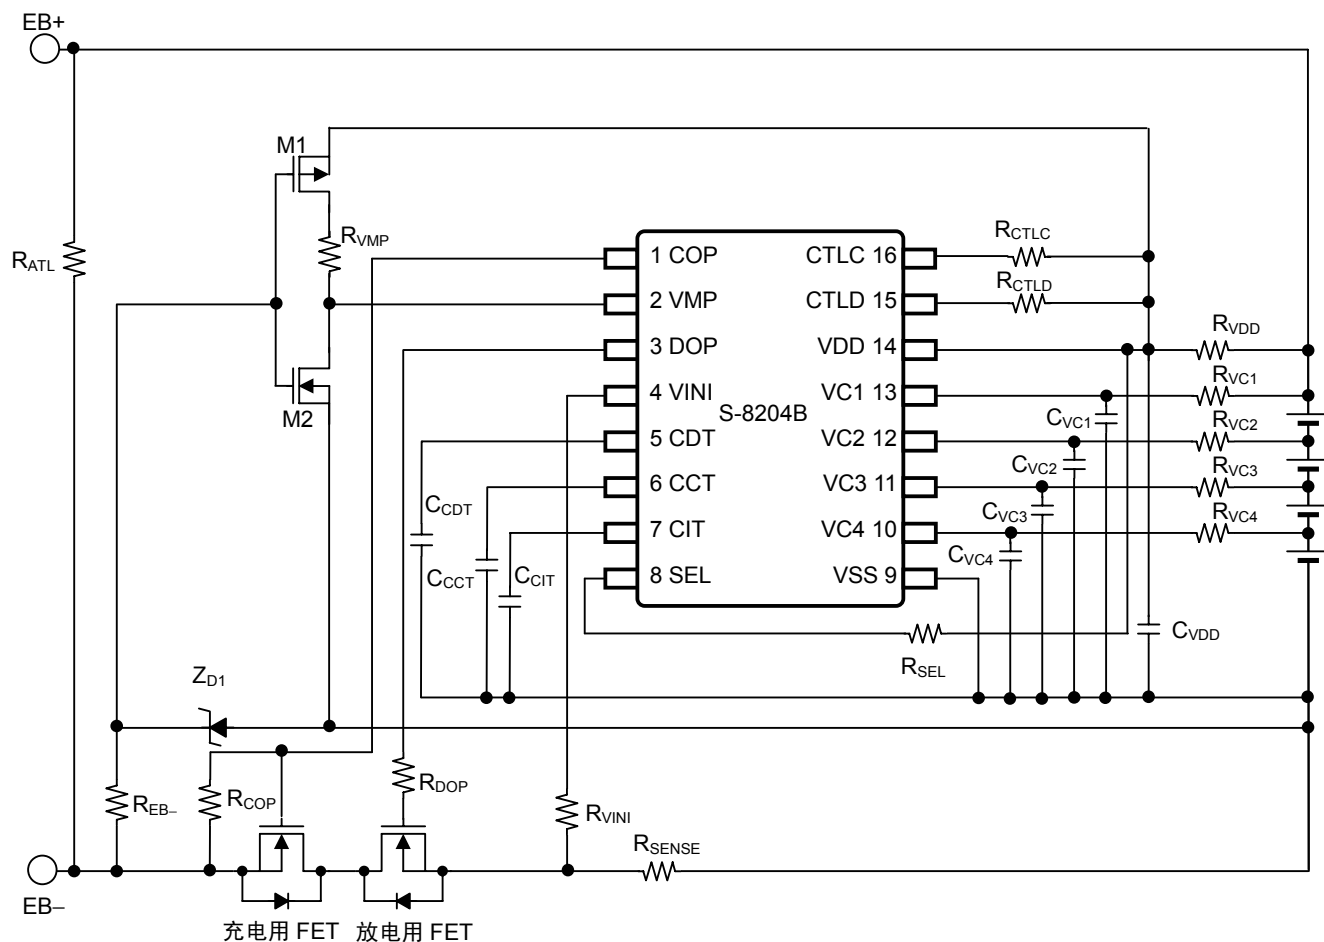 EB+
M1
RVMP
RATL
M2
1 COP
2 VMP
3 DOP
4 VINI
5 CDT
6 CCT
7 CIT
8 SEL
S-8204B
CTLC 16
CTLD 15
VDD 14
VC1 13
VC2 12
VC3 11
VC4 10
VSS 9
RCTLC
RCTLD
RVDD
RVC1
RVC2
RVC3
RVC4
CVC1
CVC2
CVC3
CVC4
CVDD
RSEL
CCDT
CCCT
CCIT
ZD1
REB–
RCOP
RDOP
RVINI
RSENSE
EB–
充电用 FET
放电用 FET